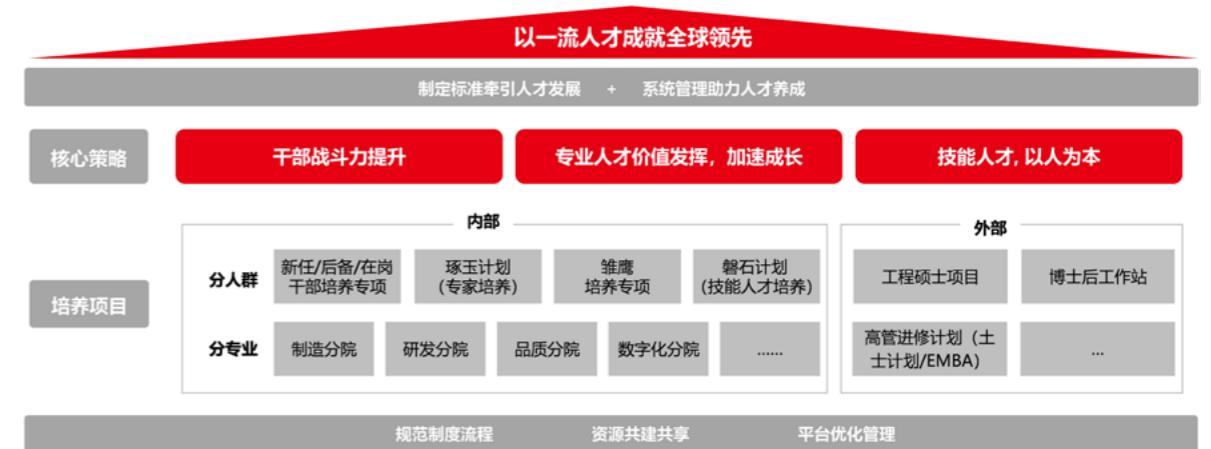 以一流人才成就全球领先
制定标准牵引人才发展 + 系统管理助力人才养成
核心策略
干部战斗力提升
专业人才价值发挥，加速成长
技能人才, 以人为本
培养项目
内部
分人群
新任/后备/在岗
干部培养专项
琢玉计划
(专家培养)
雏鹰
培养专项
磐石计划
(技能人才培养)
分专业
制造分院
研发分院
品质分院
数字化分院
......
外部
工程硕士项目
博士后工作站
高管进修计划（土
士计划/EMBA）
...
规范制度流程 资源共建共享 平台优化管理